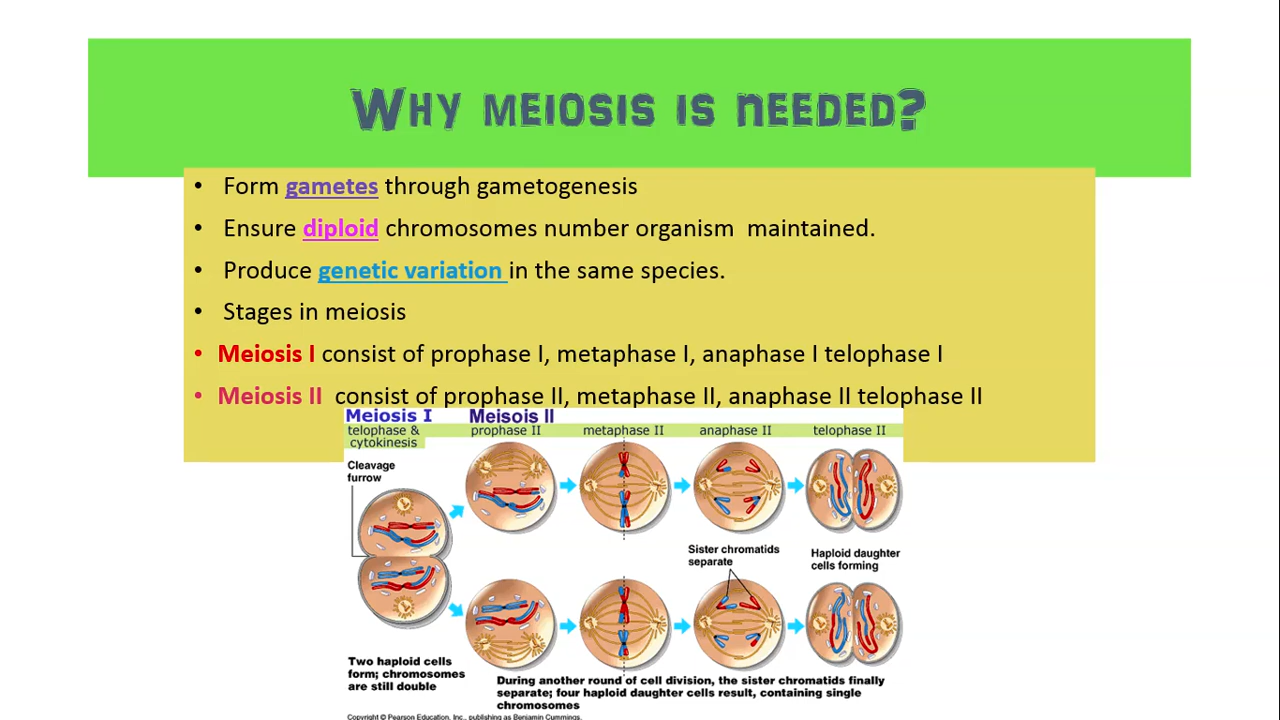 Why meiosis is needed?
• Form gametes through gametogenesis
• Ensure diploid chromosomes number organism maintained.
• Produce genetic variation in the same species.
• Stages in meiosis
• Meiosis I consist of prophase I, metaphase I, anaphase I telophase I
• Meiosis II consist of prophase II, metaphase II, anaphase II telophase II
Meiosis I Meisois II
telophase & cytokinesis
prophase II metaphase II anaphase II telophase II
Cleavage
furrow
Sister chromatids
separate
Haploid daughter
cells forming
Two haploid cells
form; chromosomes
are still double
During another round of cell division, the sister chromatids finally
separate; four haploid daughter cells result, containing single
chromosomes
Copyright © Pearson Education, Inc., publishing as Benjamin Cummings.